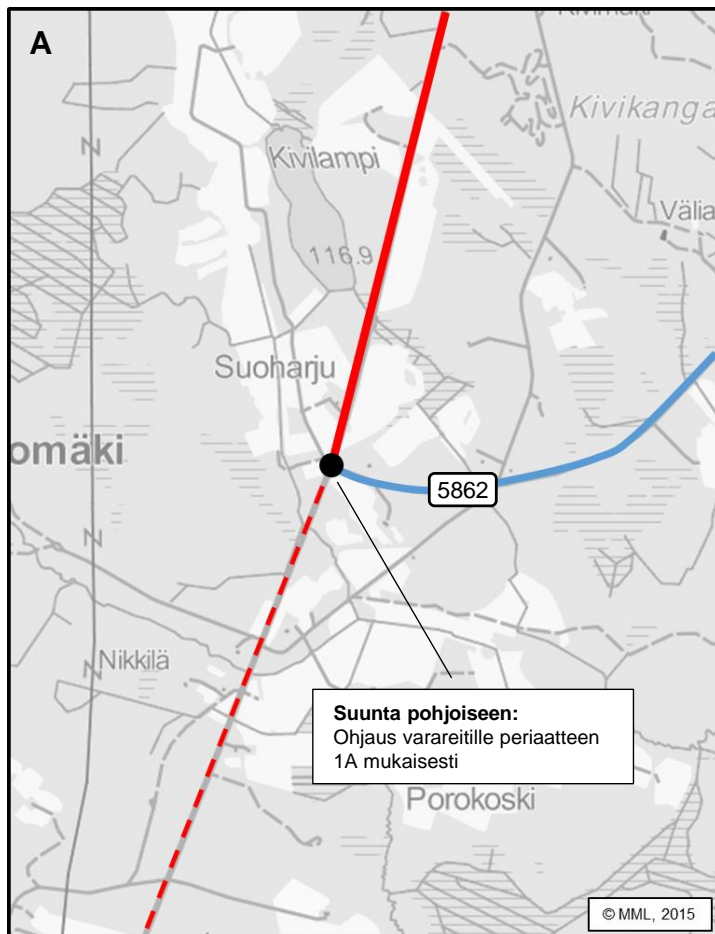 A
Kivikanga
Kivilampi
Välia
116.9
Suoharju
omäki
5862
Nikkilä
Suunta pohjoiseen:
Ohjaus varareitille periaatteen
1A mukaisesti
Porokoski
© MML, 2015